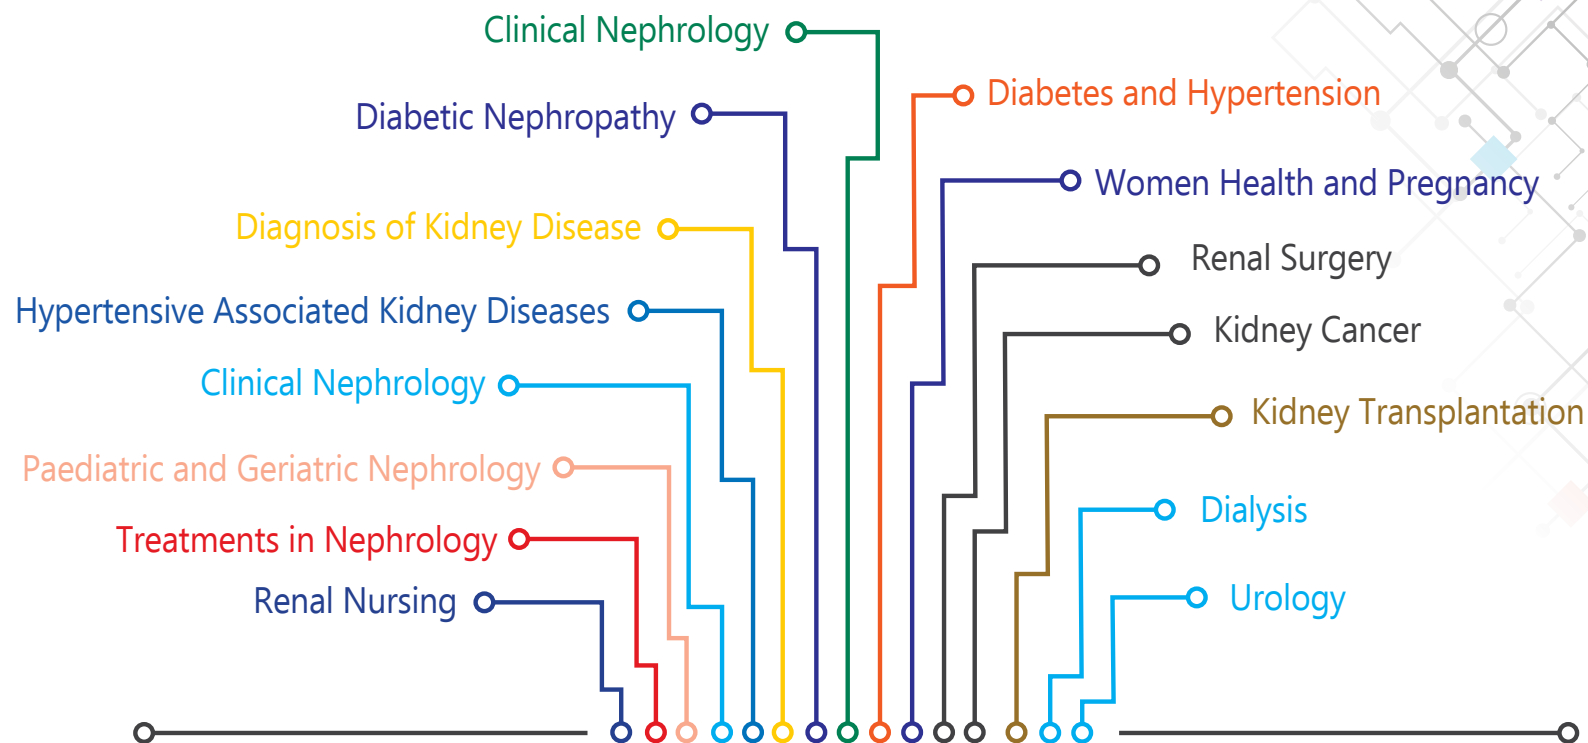 Clinical Nephrology
Diabetic Nephropathy
Diagnosis of Kidney Disease
Hypertensive Associated Kidney Diseases
Clinical Nephrology
Paediatric and Geriatric Nephrology
Treatments in Nephrology
Renal Nursing
Diabetes and Hypertension
Women Health and Pregnancy
Renal Surgery
Kidney Cancer
Kidney Transplantation
Dialysis
Urology